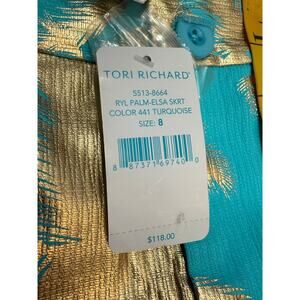 TORI RICHARD
5513-8664
RYL PALM-ELSA SKRT
COLOR 441 TURQUOISE
SIZE: 8
8 87371 69740 0
$118.00